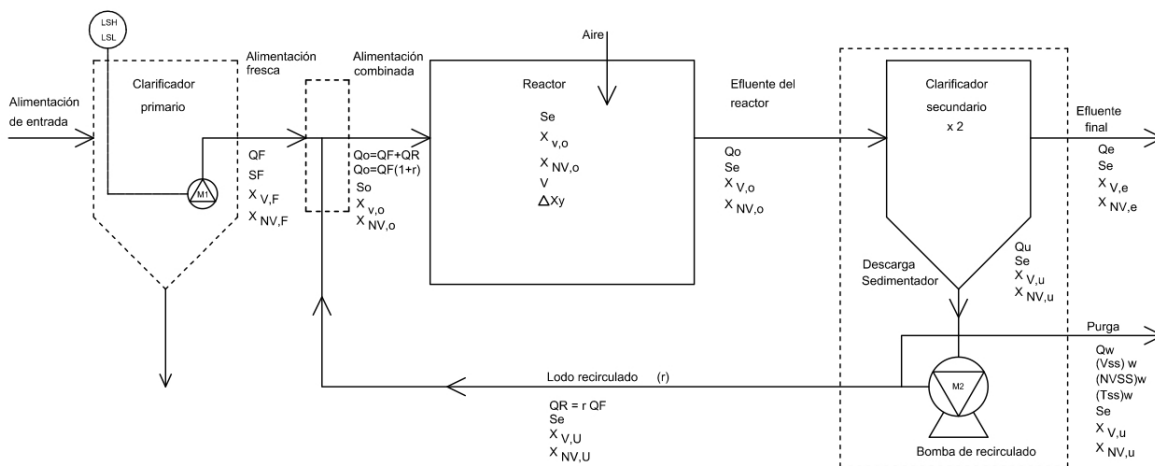 LSH
LSL
Alimentación
de entrada
Clarificador
primario
M1
Alimentación
fresca
QF
SF
X V,F
X NV,F
Alimentación
combinada
Qo=QF+QR
Qo=QF(1+r)
So
X v,o
X NV,o
Aire
Reactor
Se
X v,o
X NV,o
V
△Xy
Efluente del
reactor
Qo
Se
X V,o
X NV,o
Clarificador
secundario
x 2
Efluente
final
Qe
Se
X V,e
X NV,e
Qu
Se
X V,u
X NV,u
Descarga
Sedimentador
M2
Bomba de recirculado
Purga
Qw
(Vss) w
(NVSS)w
(Tss)w
Se
X V,u
X NV,u
Lodo recirculado (r)
QR = r QF
Se
X V,U
X NV,U